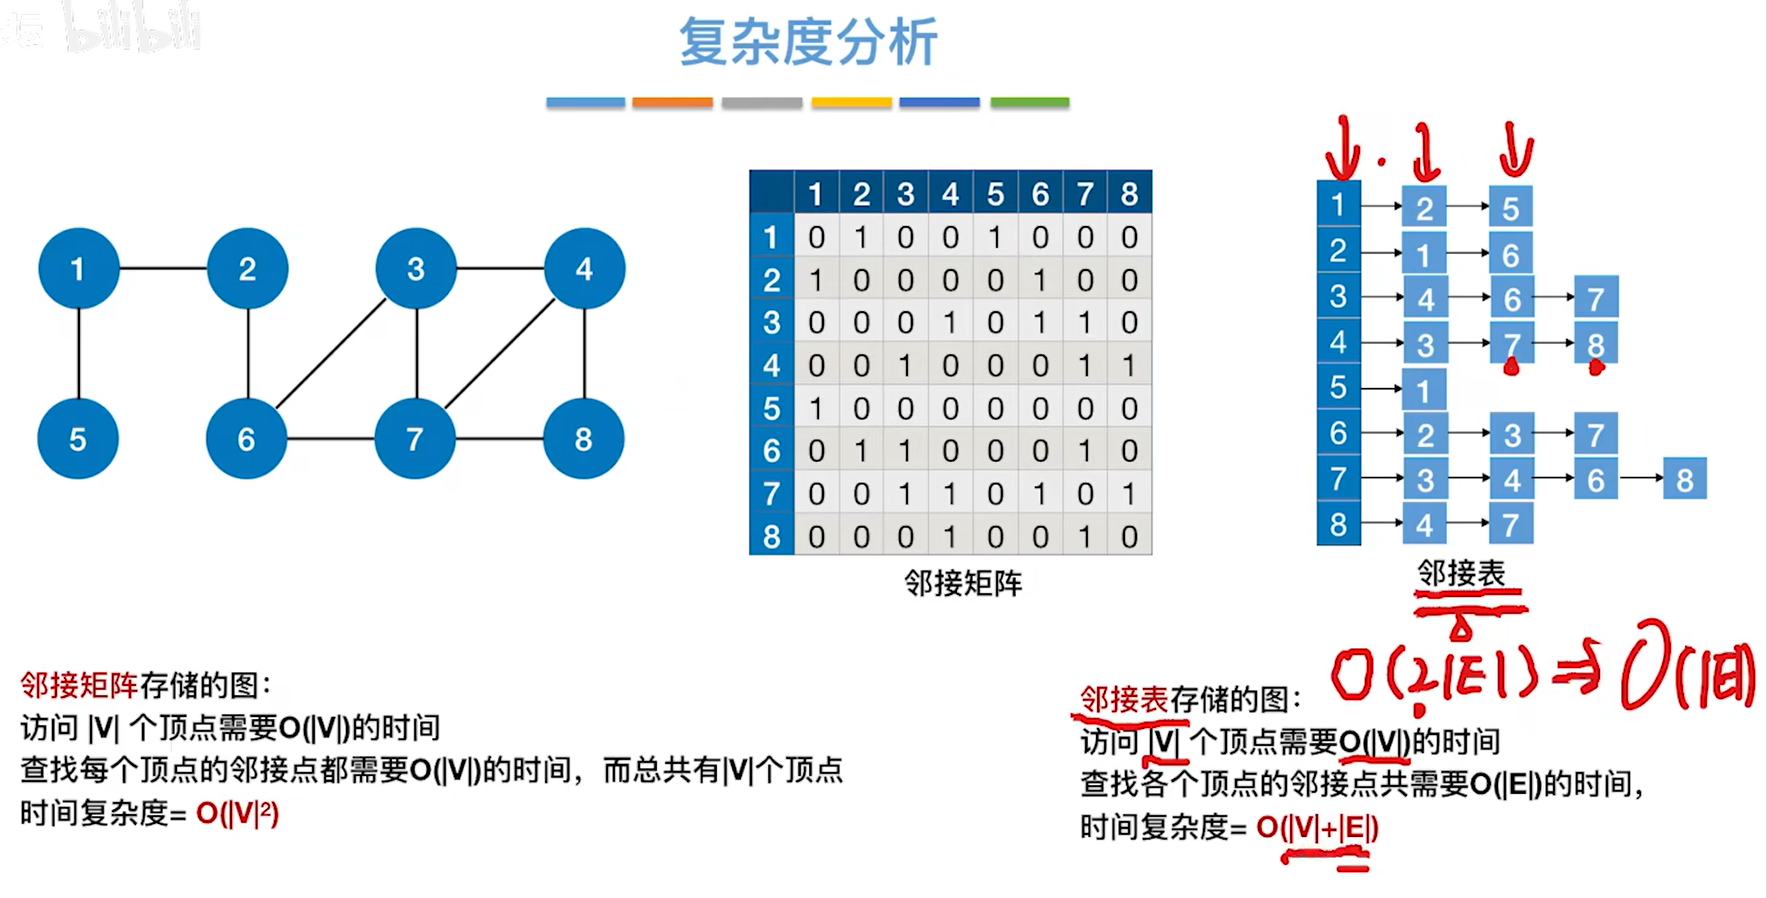 bilibili
复杂度分析
1 2 3 4
5 6 7 8
1 2 3 4 5 6 7 8
1 0 1 0 0 1 0 0 0
2 1 0 0 0 0 1 0 0
3 0 0 0 1 0 1 1 0
4 0 0 1 0 0 0 1 1
5 1 0 0 0 0 0 0 0
6 0 1 1 0 0 0 1 0
7 0 0 1 1 0 1 0 1
8 0 0 0 1 0 0 1 0
邻接矩阵
1 2 5
2 1 6
3 4 6 7
4 3 7 8
5 1
6 2 3 7
7 3 4 6 8
8 4 7
邻接表
O(2|E|) ⇒ O(|E|)
邻接矩阵存储的图：
访问 |V| 个顶点需要O(|V|)的时间
查找每个顶点的邻接点都需要O(|V|)的时间，而总共有|V|个顶点
时间复杂度= O(|V|²)
邻接表存储的图：
访问 |V| 个顶点需要O(|V|)的时间
查找各个顶点的邻接点共需要O(|E|)的时间，
时间复杂度= O(|V|+|E|)